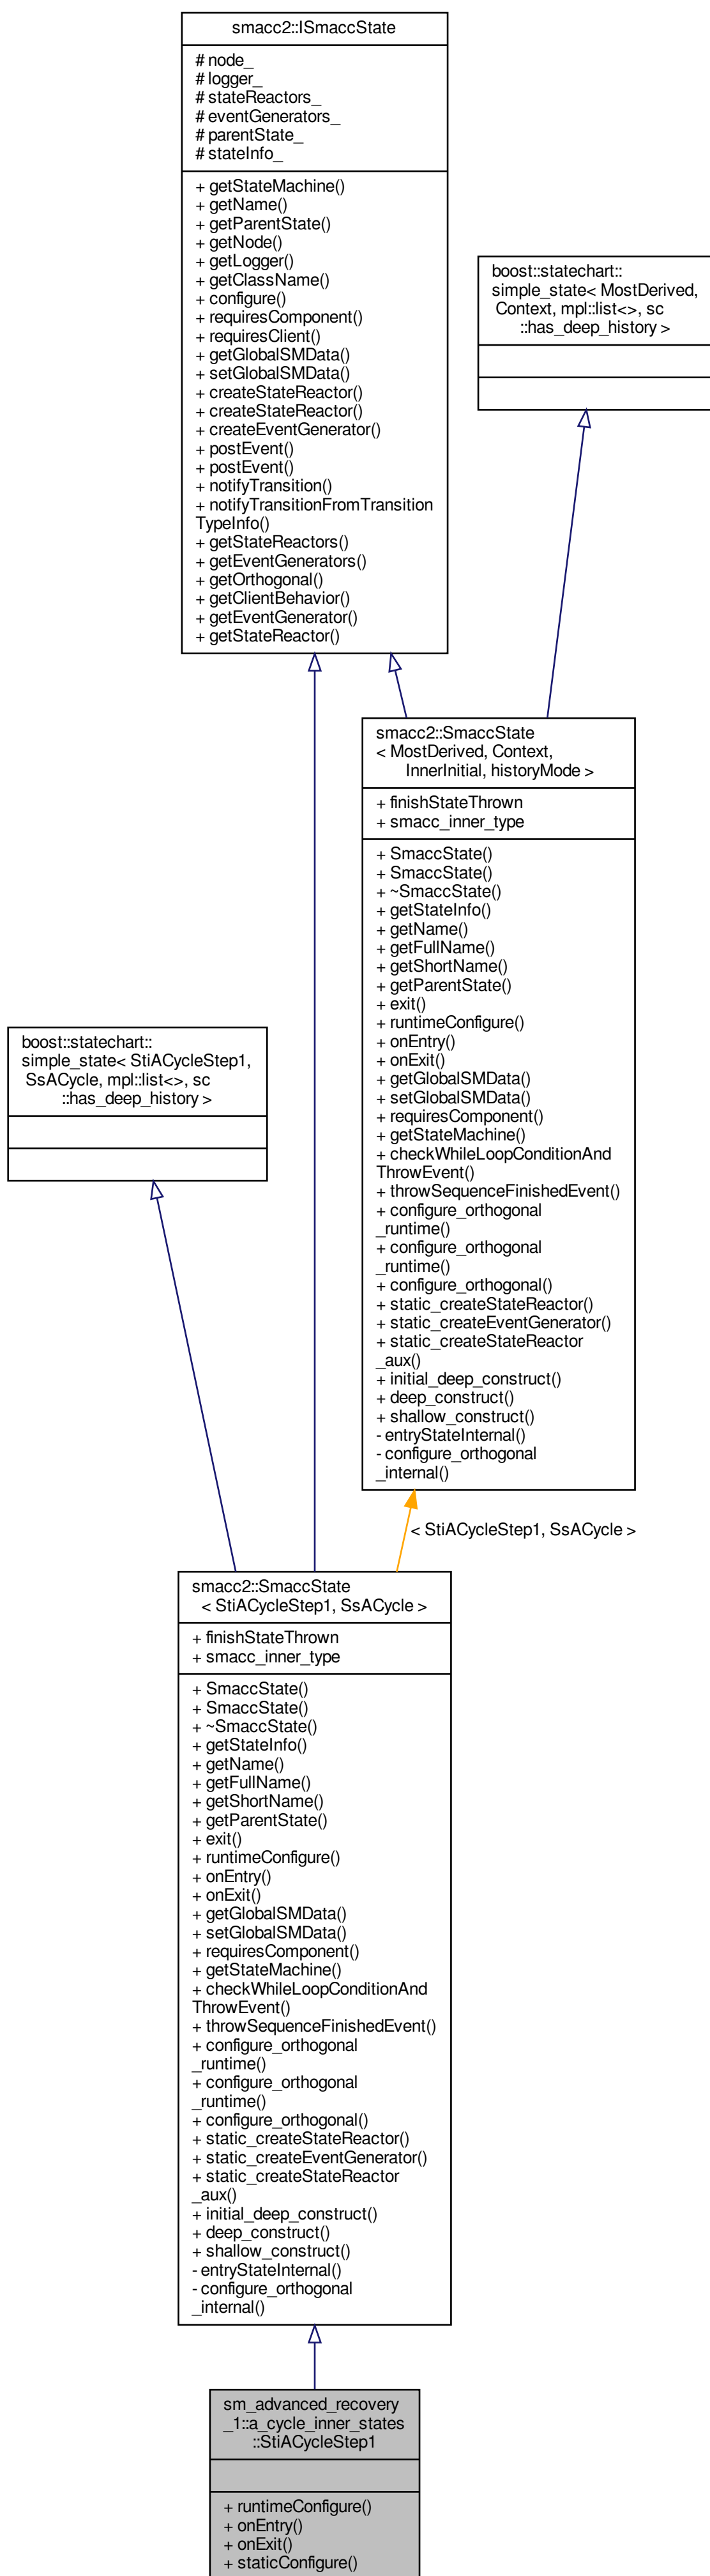 smacc2::ISmaccState
# node_
# logger_
# stateReactors_
# eventGenerators_
# parentState_
# stateInfo_
+ getStateMachine()
+ getName()
+ getParentState()
+ getNode()
+ getLogger()
+ getClassName()
+ configure()
+ requiresComponent()
+ requiresClient()
+ getGlobalSMData()
+ setGlobalSMData()
+ createStateReactor()
+ createStateReactor()
+ createEventGenerator()
+ postEvent()
+ postEvent()
+ notifyTransition()
+ notifyTransitionFromTransition
TypeInfo()
+ getStateReactors()
+ getEventGenerators()
+ getOrthogonal()
+ getClientBehavior()
+ getEventGenerator()
+ getStateReactor()
boost::statechart::
simple_state< MostDerived,
Context, mpl::list<>, sc
::has_deep_history >
smacc2::SmaccState
< MostDerived, Context,
InnerInitial, historyMode >
+ finishStateThrown
+ smacc_inner_type
+ SmaccState()
+ SmaccState()
+ ~SmaccState()
+ getStateInfo()
+ getName()
+ getFullName()
+ getShortName()
+ getParentState()
+ exit()
+ runtimeConfigure()
+ onEntry()
+ onExit()
+ getGlobalSMData()
+ setGlobalSMData()
+ requiresComponent()
+ getStateMachine()
+ checkWhileLoopConditionAnd
ThrowEvent()
+ throwSequenceFinishedEvent()
+ configure_orthogonal
_runtime()
+ configure_orthogonal
_runtime()
+ configure_orthogonal()
+ static_createStateReactor()
+ static_createEventGenerator()
+ static_createStateReactor
_aux()
+ initial_deep_construct()
+ deep_construct()
+ shallow_construct()
- entryStateInternal()
- configure_orthogonal
_internal()
boost::statechart::
simple_state< StiACycleStep1,
SsACycle, mpl::list<>, sc
::has_deep_history >
< StiACycleStep1, SsACycle >
smacc2::SmaccState
< StiACycleStep1, SsACycle >
+ finishStateThrown
+ smacc_inner_type
+ SmaccState()
+ SmaccState()
+ ~SmaccState()
+ getStateInfo()
+ getName()
+ getFullName()
+ getShortName()
+ getParentState()
+ exit()
+ runtimeConfigure()
+ onEntry()
+ onExit()
+ getGlobalSMData()
+ setGlobalSMData()
+ requiresComponent()
+ getStateMachine()
+ checkWhileLoopConditionAnd
ThrowEvent()
+ throwSequenceFinishedEvent()
+ configure_orthogonal
_runtime()
+ configure_orthogonal
_runtime()
+ configure_orthogonal()
+ static_createStateReactor()
+ static_createEventGenerator()
+ static_createStateReactor
_aux()
+ initial_deep_construct()
+ deep_construct()
+ shallow_construct()
- entryStateInternal()
- configure_orthogonal
_internal()
sm_advanced_recovery
_1::a_cycle_inner_states
::StiACycleStep1
+ runtimeConfigure()
+ onEntry()
+ onExit()
+ staticConfigure()